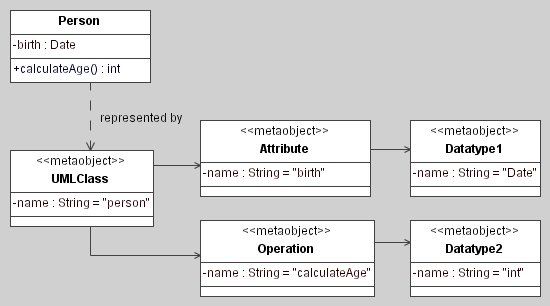 Person
-birth : Date
+calculateAge() : int
represented by
<<metaobject>>
UMLClass
-name : String = "person"
<<metaobject>>
Attribute
-name : String = "birth"
<<metaobject>>
Datatype1
-name : String = "Date"
<<metaobject>>
Operation
-name : String = "calculateAge"
<<metaobject>>
Datatype2
-name : String = "int"